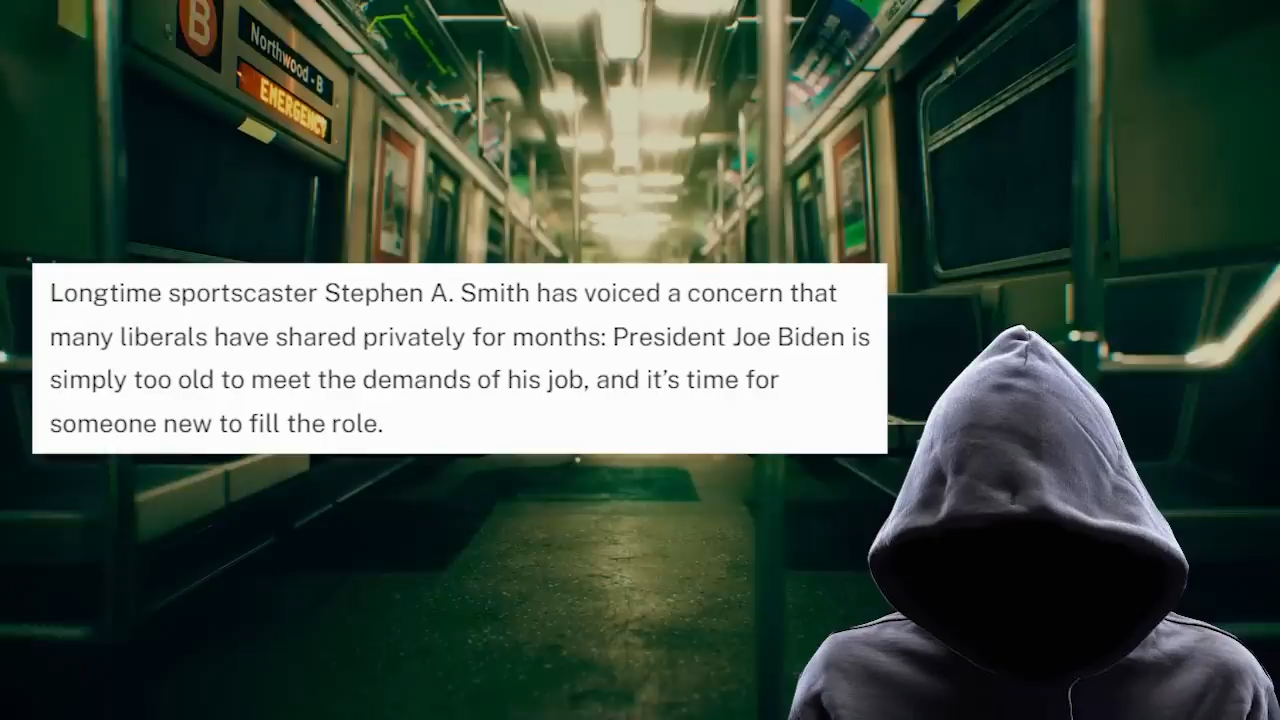 B
Northwood - B
EMERGENCY
Longtime sportscaster Stephen A. Smith has voiced a concern that
many liberals have shared privately for months: President Joe Biden is
simply too old to meet the demands of his job, and it’s time for
someone new to fill the role.